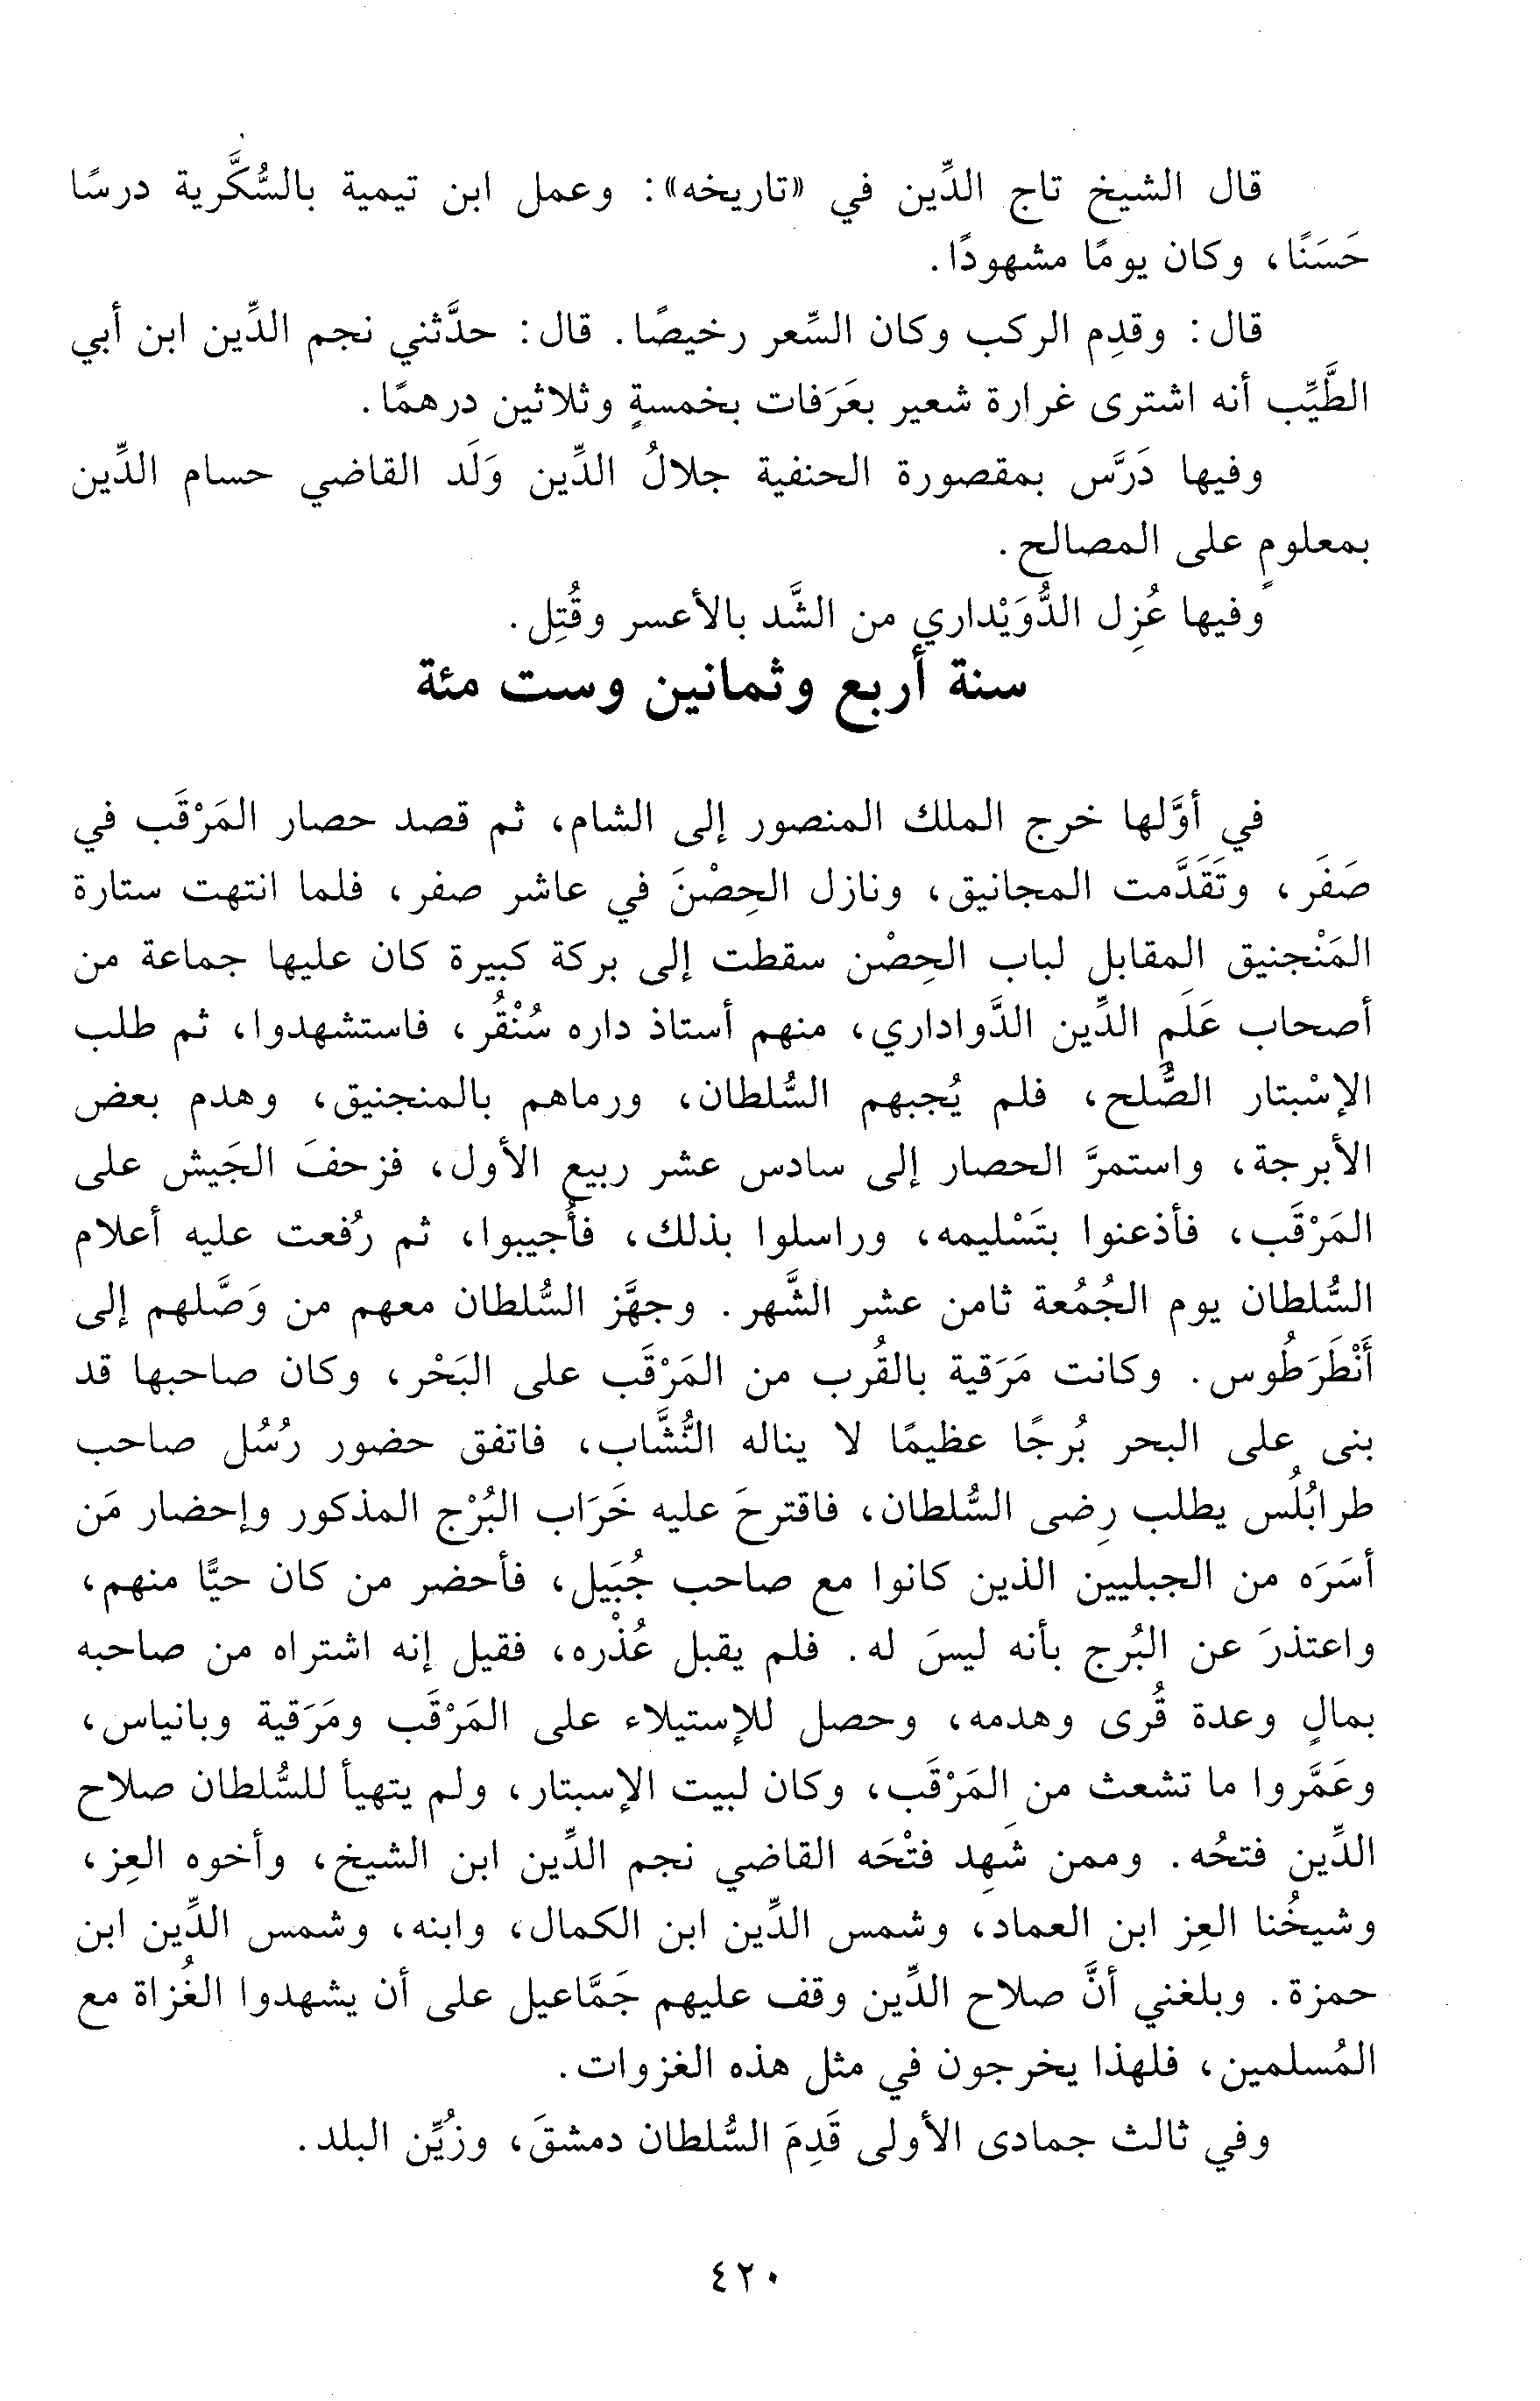 قال الشيخ تاج الدِّين في «تاريخه»: وعمل ابن تيمية بالسُّكَّرية درسًا
حَسَنًا، وكان يومًا مشهودًا.
قال: وقدِم الركب وكان السِّعر رخيصًا. قال: حدَّثني نجم الدِّين ابن أبي
الطَّيِّب أنه اشترى غرارة شعير بعَرَفات بخمسةٍ وثلاثين درهمًا.
وفيها دَرَّس بمقصورة الحنفية جلالُ الدِّين وَلَد القاضي حسام الدِّين
بمعلومٍ على المصالح.
وفيها عُزِل الدُّوَيْداري من الشَّد بالأعسر وقُتِل.
سنة أربع وثمانين وست مئة
في أوَّلها خرج الملك المنصور إلى الشام، ثم قصد حصار المَرْقَب في
صَفَر، وتَقَدَّمت المجانيق، ونازل الحِصْنَ في عاشر صفر، فلما انتهت ستارة
المَنْجنيق المقابل لباب الحِصْن سقطت إلى بركة كبيرة كان عليها جماعة من
أصحاب عَلَمِ الدِّين الدَّواداري، منهم أستاذ داره سُنْقُر، فاستشهدوا، ثم طلب
الإسْبتار الصُّلح، فلم يُجبهم السُّلطان، ورماهم بالمنجنيق، وهدم بعض
الأبرجة، واستمرَّ الحصار إلى سادس عشر ربيع الأول، فزحفَ الجَيش على
المَرْقَب، فأذعنوا بتَسْليمه، وراسلوا بذلك، فأُجيبوا، ثم رُفعت عليه أعلام
السُّلطان يوم الجُمُعة ثامن عشر الشَّهر. وجهَّز السُّلطان معهم من وَصَّلهم إلى
أَنْطَرَطُوس. وكانت مَرَقية بالقُرب من المَرْقَب على البَحْر، وكان صاحبها قد
بنى على البحر بُرجًا عظيمًا لا يناله النُّشَّاب، فاتفق حضور رُسُل صاحب
طرابُلُس يطلب رِضى السُّلطان، فاقترحَ عليه خَرَاب البُرْج المذكور وإحضار مَن
أسَرَه من الجبليين الذين كانوا مع صاحب جُبَيل، فأحضر من كان حيًّا منهم،
واعتذرَ عن البُرج بأنه ليسَ له. فلم يقبل عُذْره، فقيل إنه اشتراه من صاحبه
بمالٍ وعدة قُرى وهدمه، وحصل للإستيلاء على المَرْقَب ومَرَقية وبانياس،
وعَمَّروا ما تشعث من المَرْقَب، وكان لبيت الإسبتار، ولم يتهيأ للسُّلطان صلاح
الدِّين فتحُه. وممن شَهِد فتْحَه القاضي نجم الدِّين ابن الشيخ، وأخوه العِز،
وشيخُنا العِز ابن العماد، وشمس الدِّين ابن الكمال، وابنه، وشمس الدِّين ابن
حمزة. وبلغني أنَّ صلاح الدِّين وقف عليهم جَمَّاعيل على أن يشهدوا الغُزاة مع
المُسلمين، فلهذا يخرجون في مثل هذه الغزوات.
وفي ثالث جمادى الأولى قَدِمَ السُّلطان دمشقَ، وزُيِّن البلد.
٤٢٠